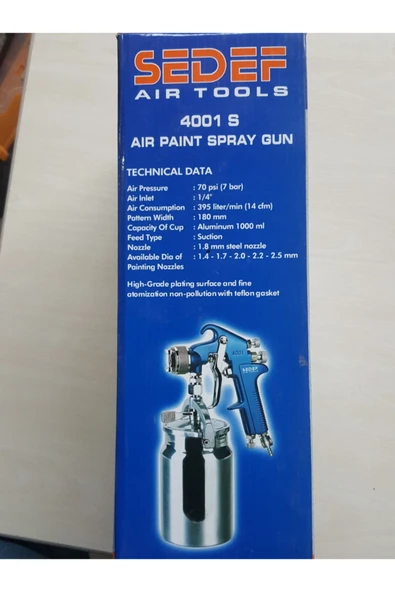 SEDEF
AIR TOOLS
4001 S
AIR PAINT SPRAY GUN
TECHNICAL DATA
Air Pressure : 70 psi (7 bar)
Air Inlet : 1/4"
Air Consumption : 395 liter/min (14 cfm)
Pattern Width : 180 mm
Capacity Of Cup : Aluminum 1000 ml
Feed Type : Suction
Nozzle : 1.8 mm steel nozzle
Available Dia of : 1.4 - 1.7 - 2.0 - 2.2 - 2.5 mm
Painting Nozzles
High-Grade plating surface and fine
atomization non-pollution with teflon gasket
4001
SEDEF